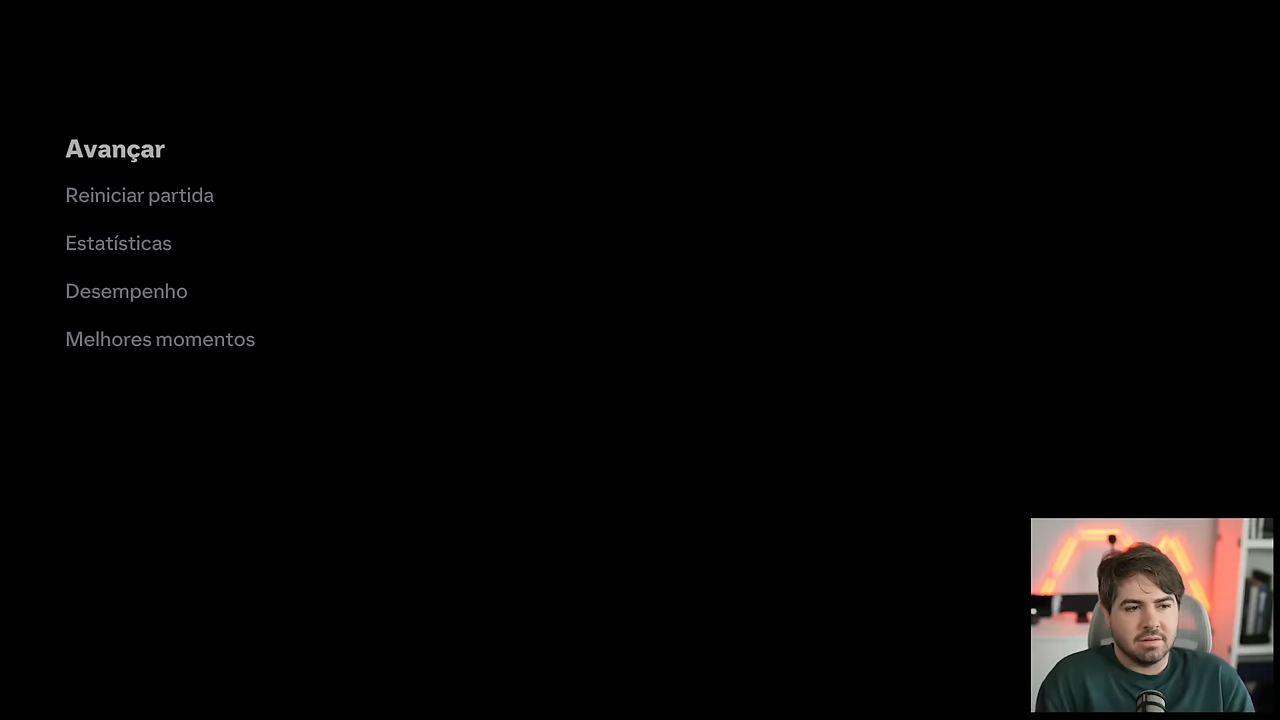 Avançar
Reiniciar partida
Estatísticas
Desempenho
Melhores momentos